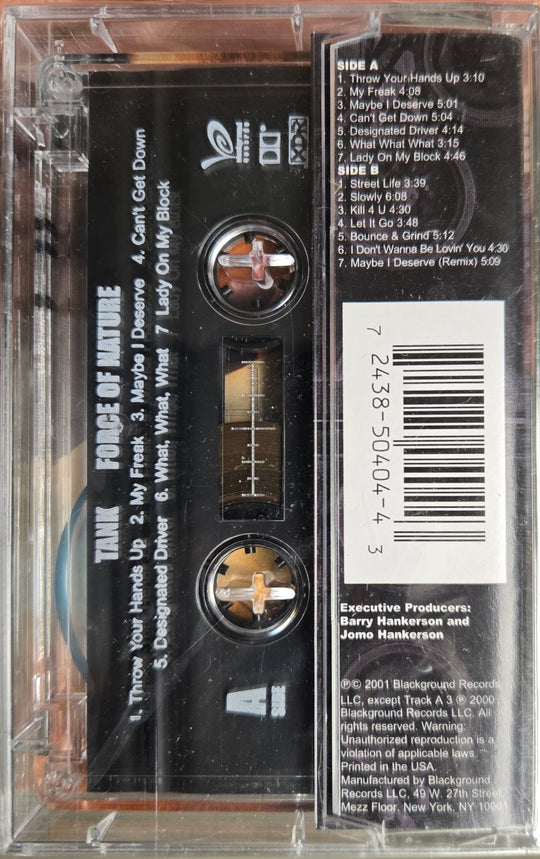 TANK FORCE OF NATURE
1. Throw Your Hands Up 2. My Freak 3. Maybe I Deserve 4. Can't Get Down
5. Designated Driver 6. What, What, What 7 Lady On My Block
A
SIDE
XDR
SIDE A
1. Throw Your Hands Up 3:10
2. My Freak 4:08
3. Maybe I Deserve 5:01
4. Can't Get Down 5:04
5. Designated Driver 4:14
6. What What What 3:15
7. Lady On My Block 4:46
SIDE B
1. Street Life 3:39
2. Slowly 6:08
3. Kill 4 U 4:30
4. Let It Go 3:48
5. Bounce & Grind 5:12
6. I Don't Wanna Be Lovin' You 4:30
7. Maybe I Deserve (Remix) 5:09
7 2438-50404-4 3
Executive Producers:
Barry Hankerson and
Jomo Hankerson
℗© 2001 Blackground Records
LLC, except Track A 3 ℗ 2000
Blackground Records LLC. All
rights reserved. Warning:
Unauthorized reproduction is a
violation of applicable laws.
Printed in the USA.
Manufactured by Blackground
Records LLC, 49 W. 27th Street
Mezz Floor, New York, NY 10001